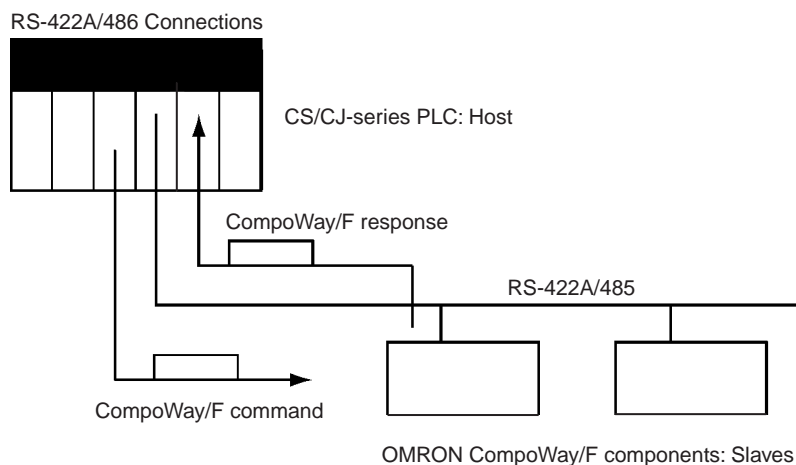 RS-422A/486 Connections
CS/CJ-series PLC: Host
CompoWay/F response
RS-422A/485
CompoWay/F command
OMRON CompoWay/F components: Slaves